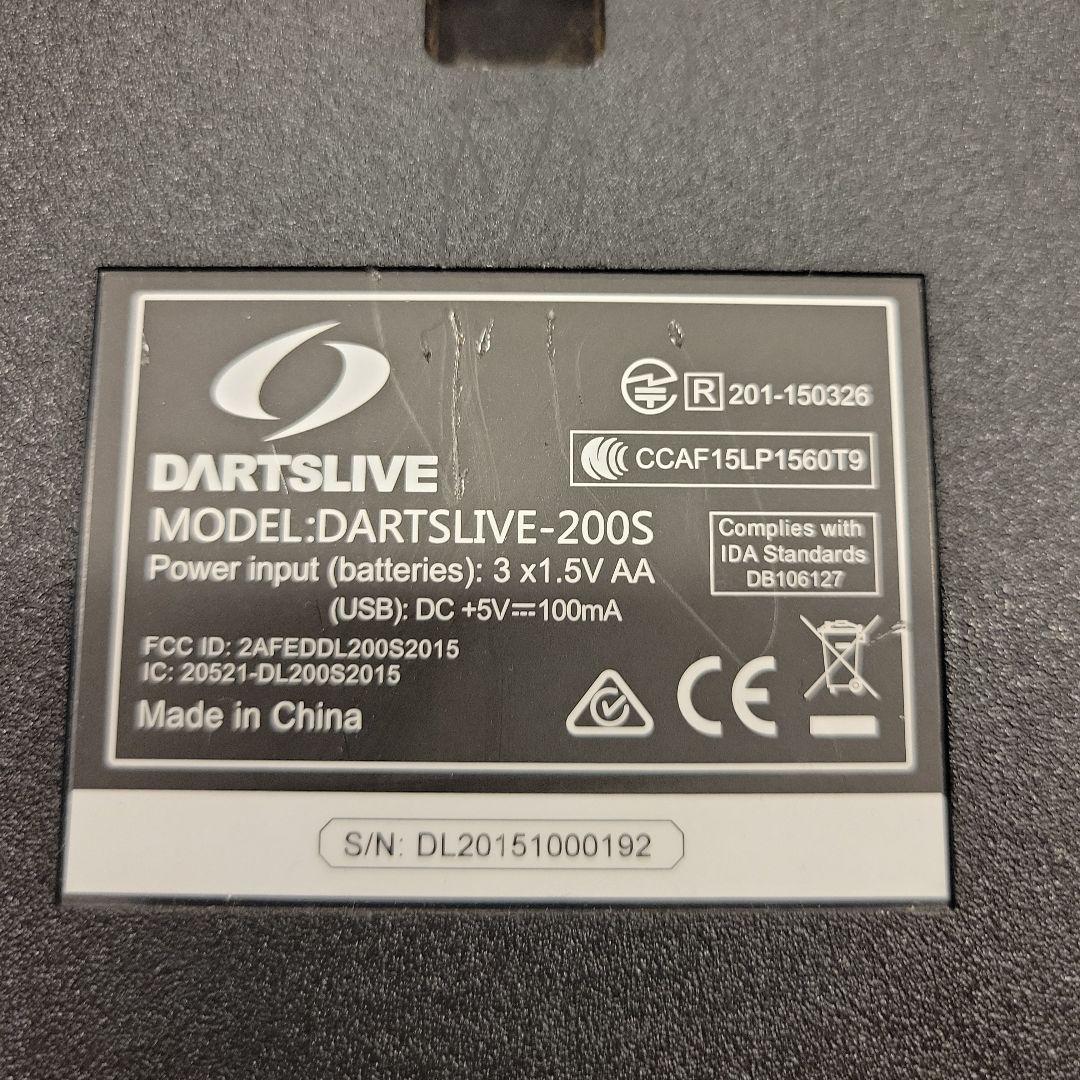 DARTSLIVE
MODEL:DARTSLIVE-200S
Power input (batteries): 3 x1.5V AA
(USB): DC +5V⎓100mA
FCC ID: 2AFEDDL200S2015
IC: 20521-DL200S2015
Made in China
R 201-150326
CCAF15LP1560T9
Complies with
IDA Standards
DB106127
CE
S/N: DL20151000192